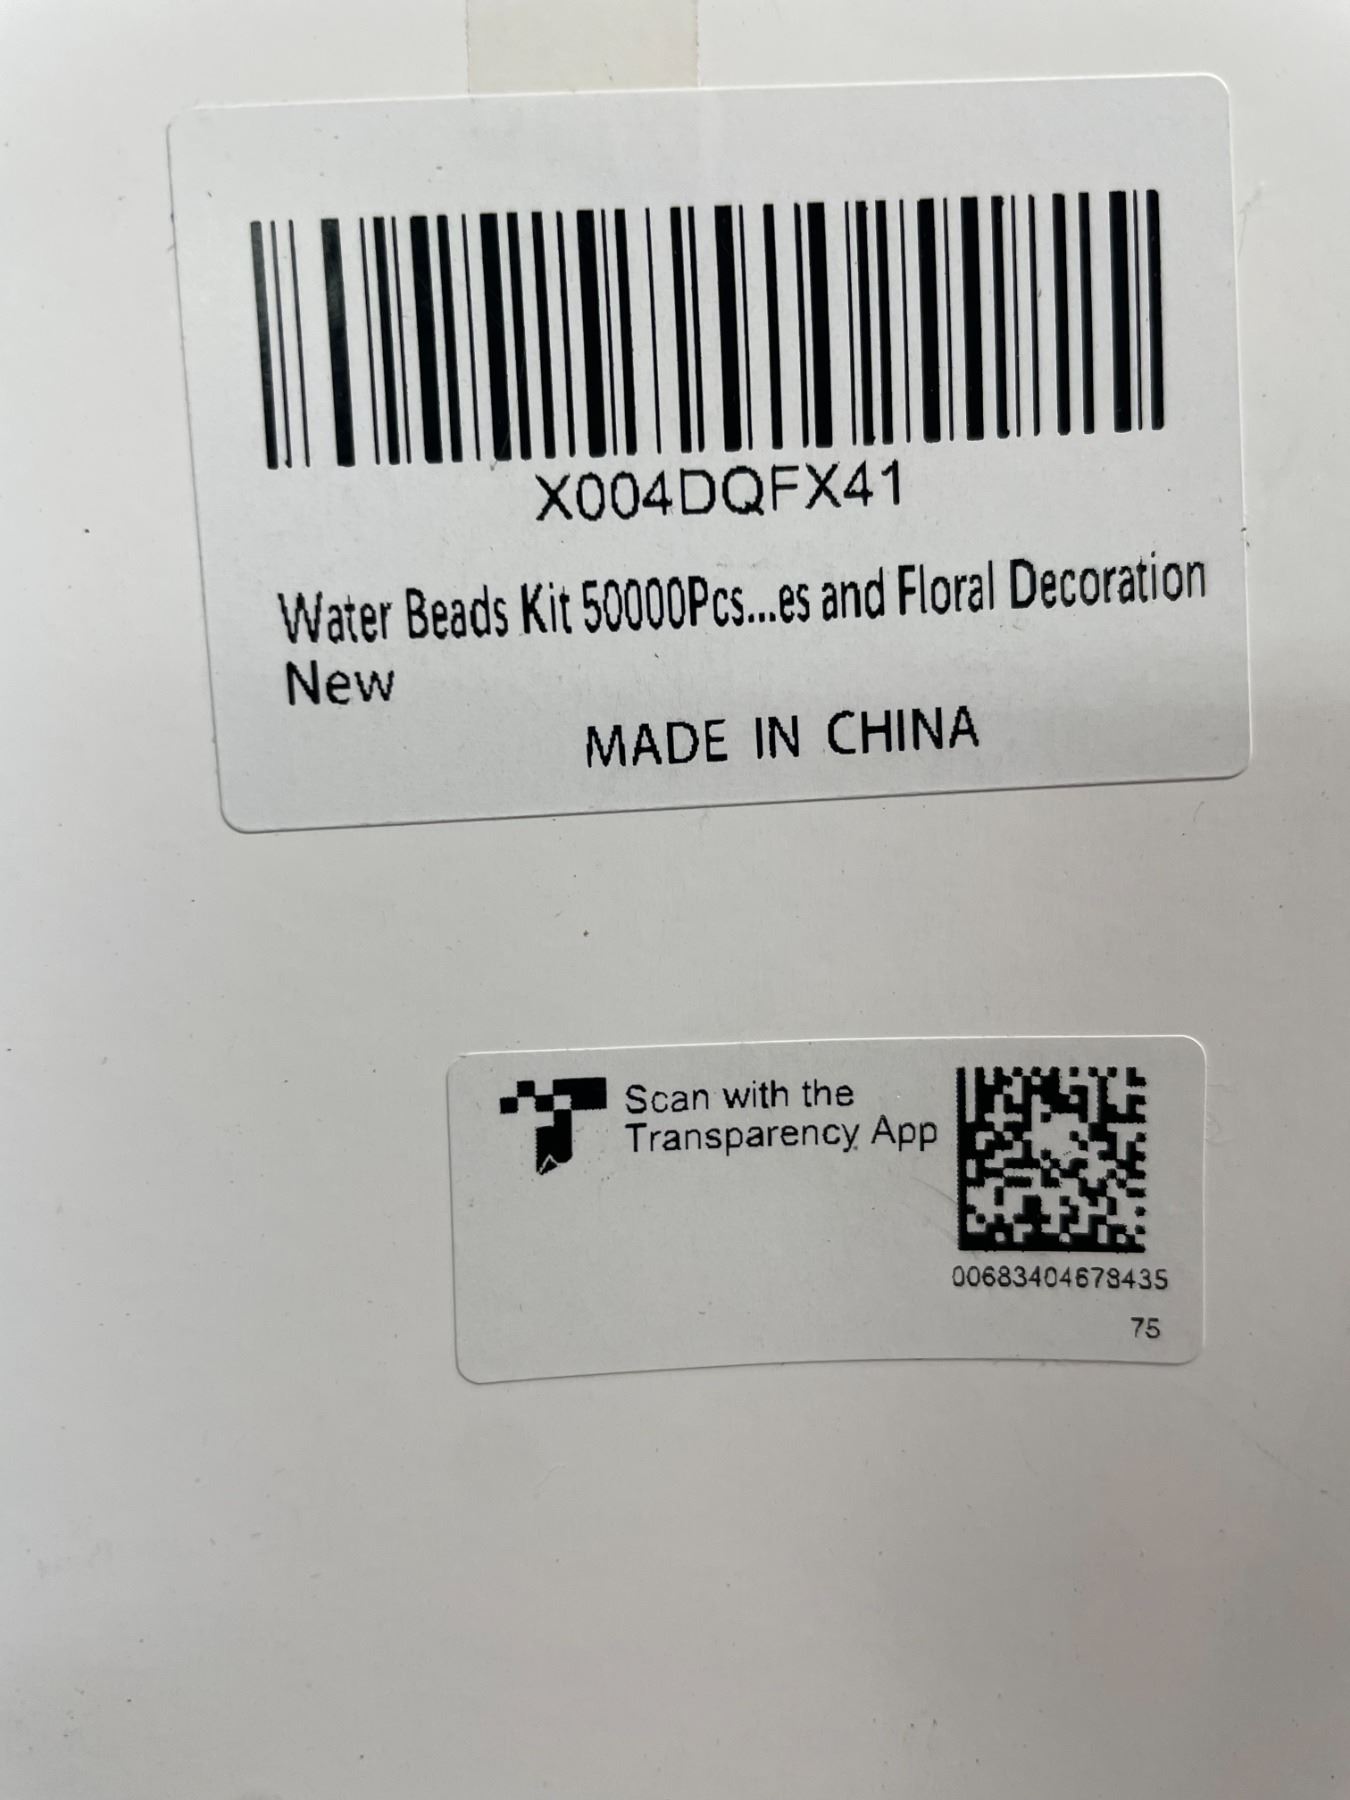 X004DQFX41
Water Beads Kit 50000Pcs...es and Floral Decoration
New
MADE IN CHINA
Scan with the
Transparency App
00683404678435
75